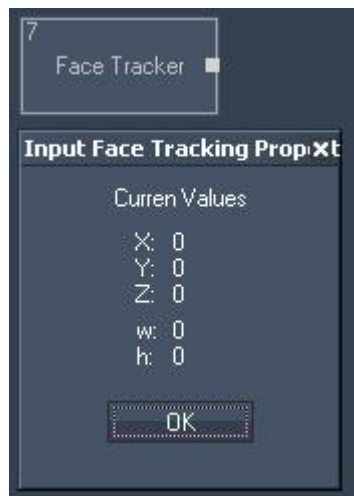 7
Face Tracker
Input Face Tracking Prop
Curren Values
X: 0
Y: 0
Z: 0
w: 0
h: 0
OK